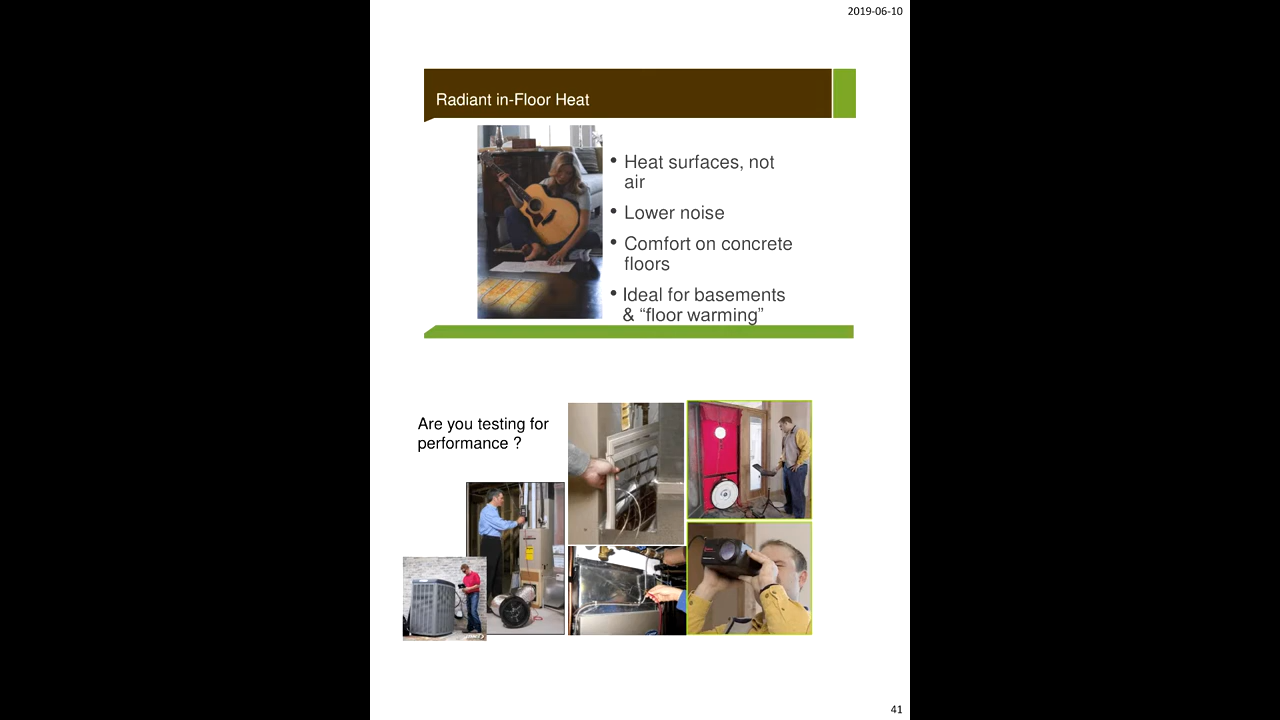 2019-06-10
Radiant in-Floor Heat
• Heat surfaces, not
air
• Lower noise
• Comfort on concrete
floors
• Ideal for basements
& “floor warming”
Are you testing for
performance ?
41